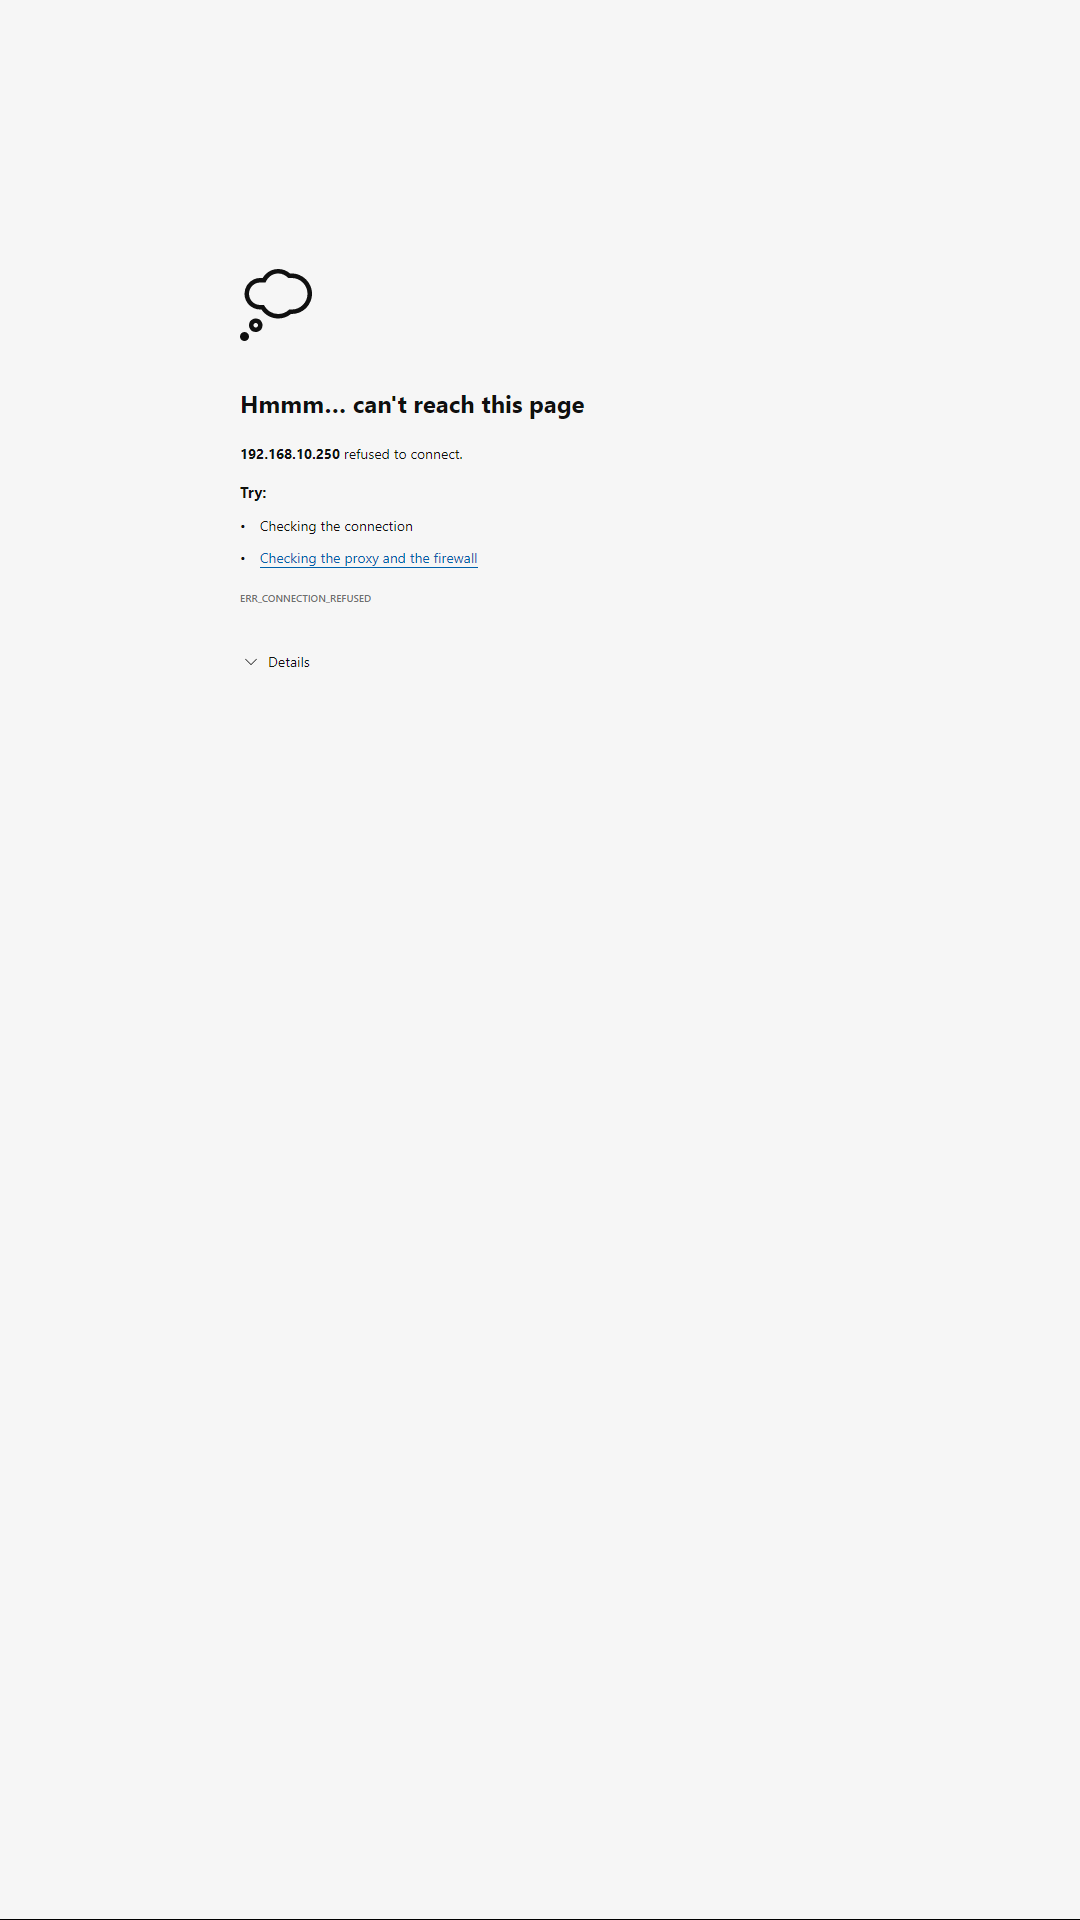 Hmmm… can't reach this page
192.168.10.250 refused to connect.
Try:
• Checking the connection
• Checking the proxy and the firewall
ERR_CONNECTION_REFUSED
Details